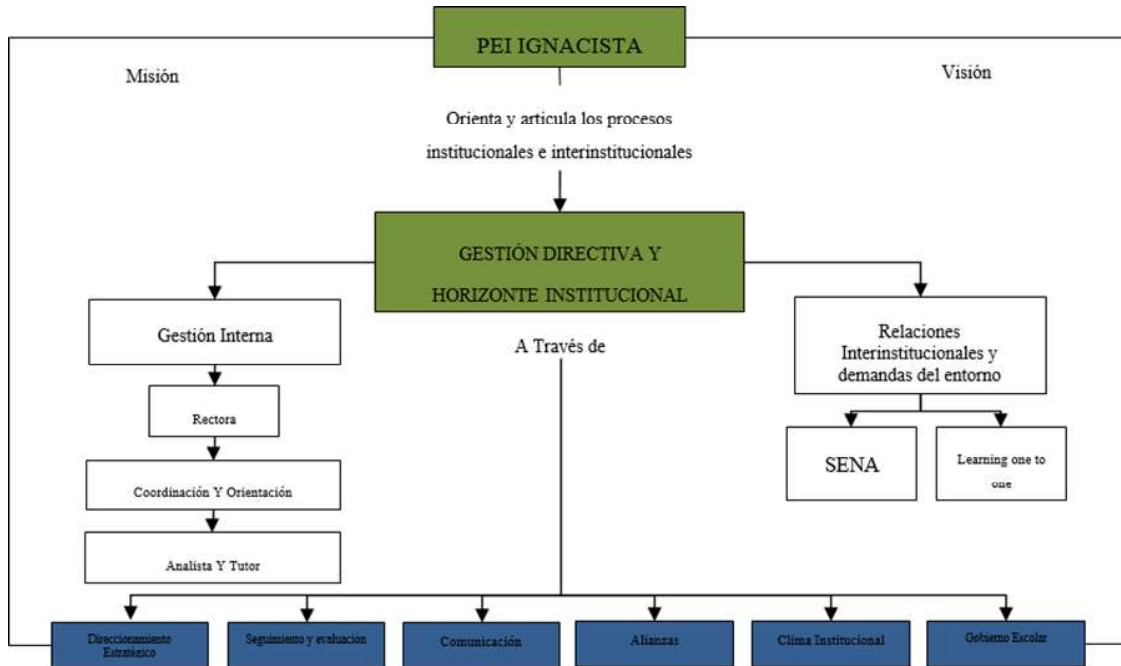 PEI IGNACISTA
Misión
Visión
Orienta y articula los procesos
institucionales e interinstitucionales
GESTIÓN DIRECTIVA Y
HORIZONTE INSTITUCIONAL
Gestión Interna
A Través de
Relaciones
Interinstitucionales y
demandas del entorno
Rectora
SENA
Learning one to
one
Coordinación Y Orientación
Analista Y Tutor
Direccionamiento
Estratégico
Seguimiento y evaluación
Comunicación
Alianzas
Clima Institucional
Gobierno Escolar